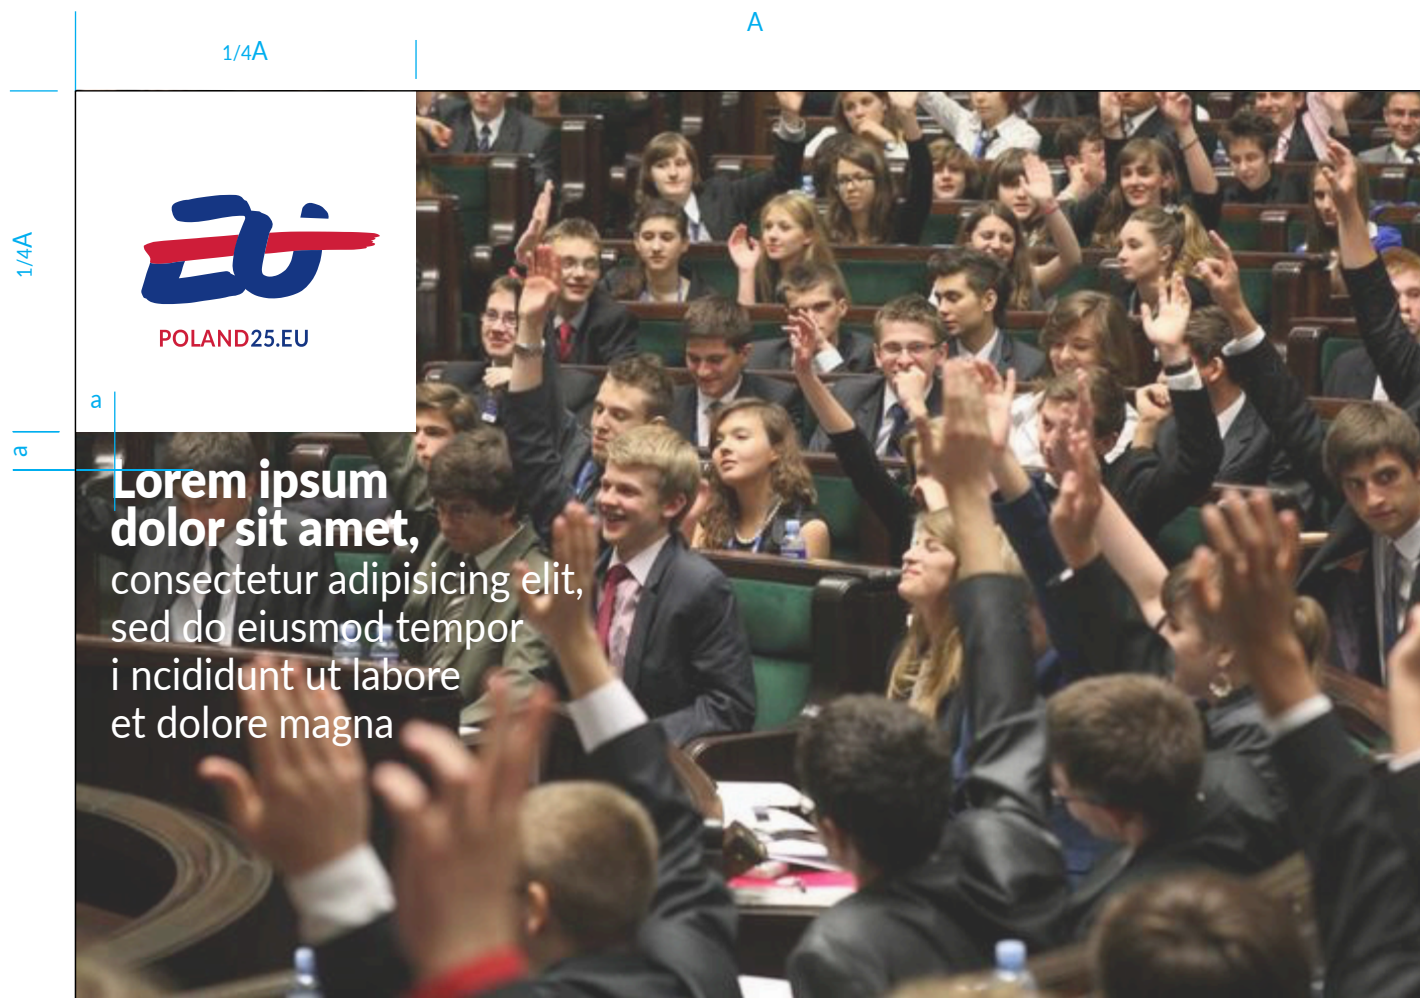 A
1/4A
1/4A
POLAND25.EU
a
a
Lorem ipsum
dolor sit amet,
consectetur adipisicing elit,
sed do eiusmod tempor
i ncididunt ut labore
et dolore magna